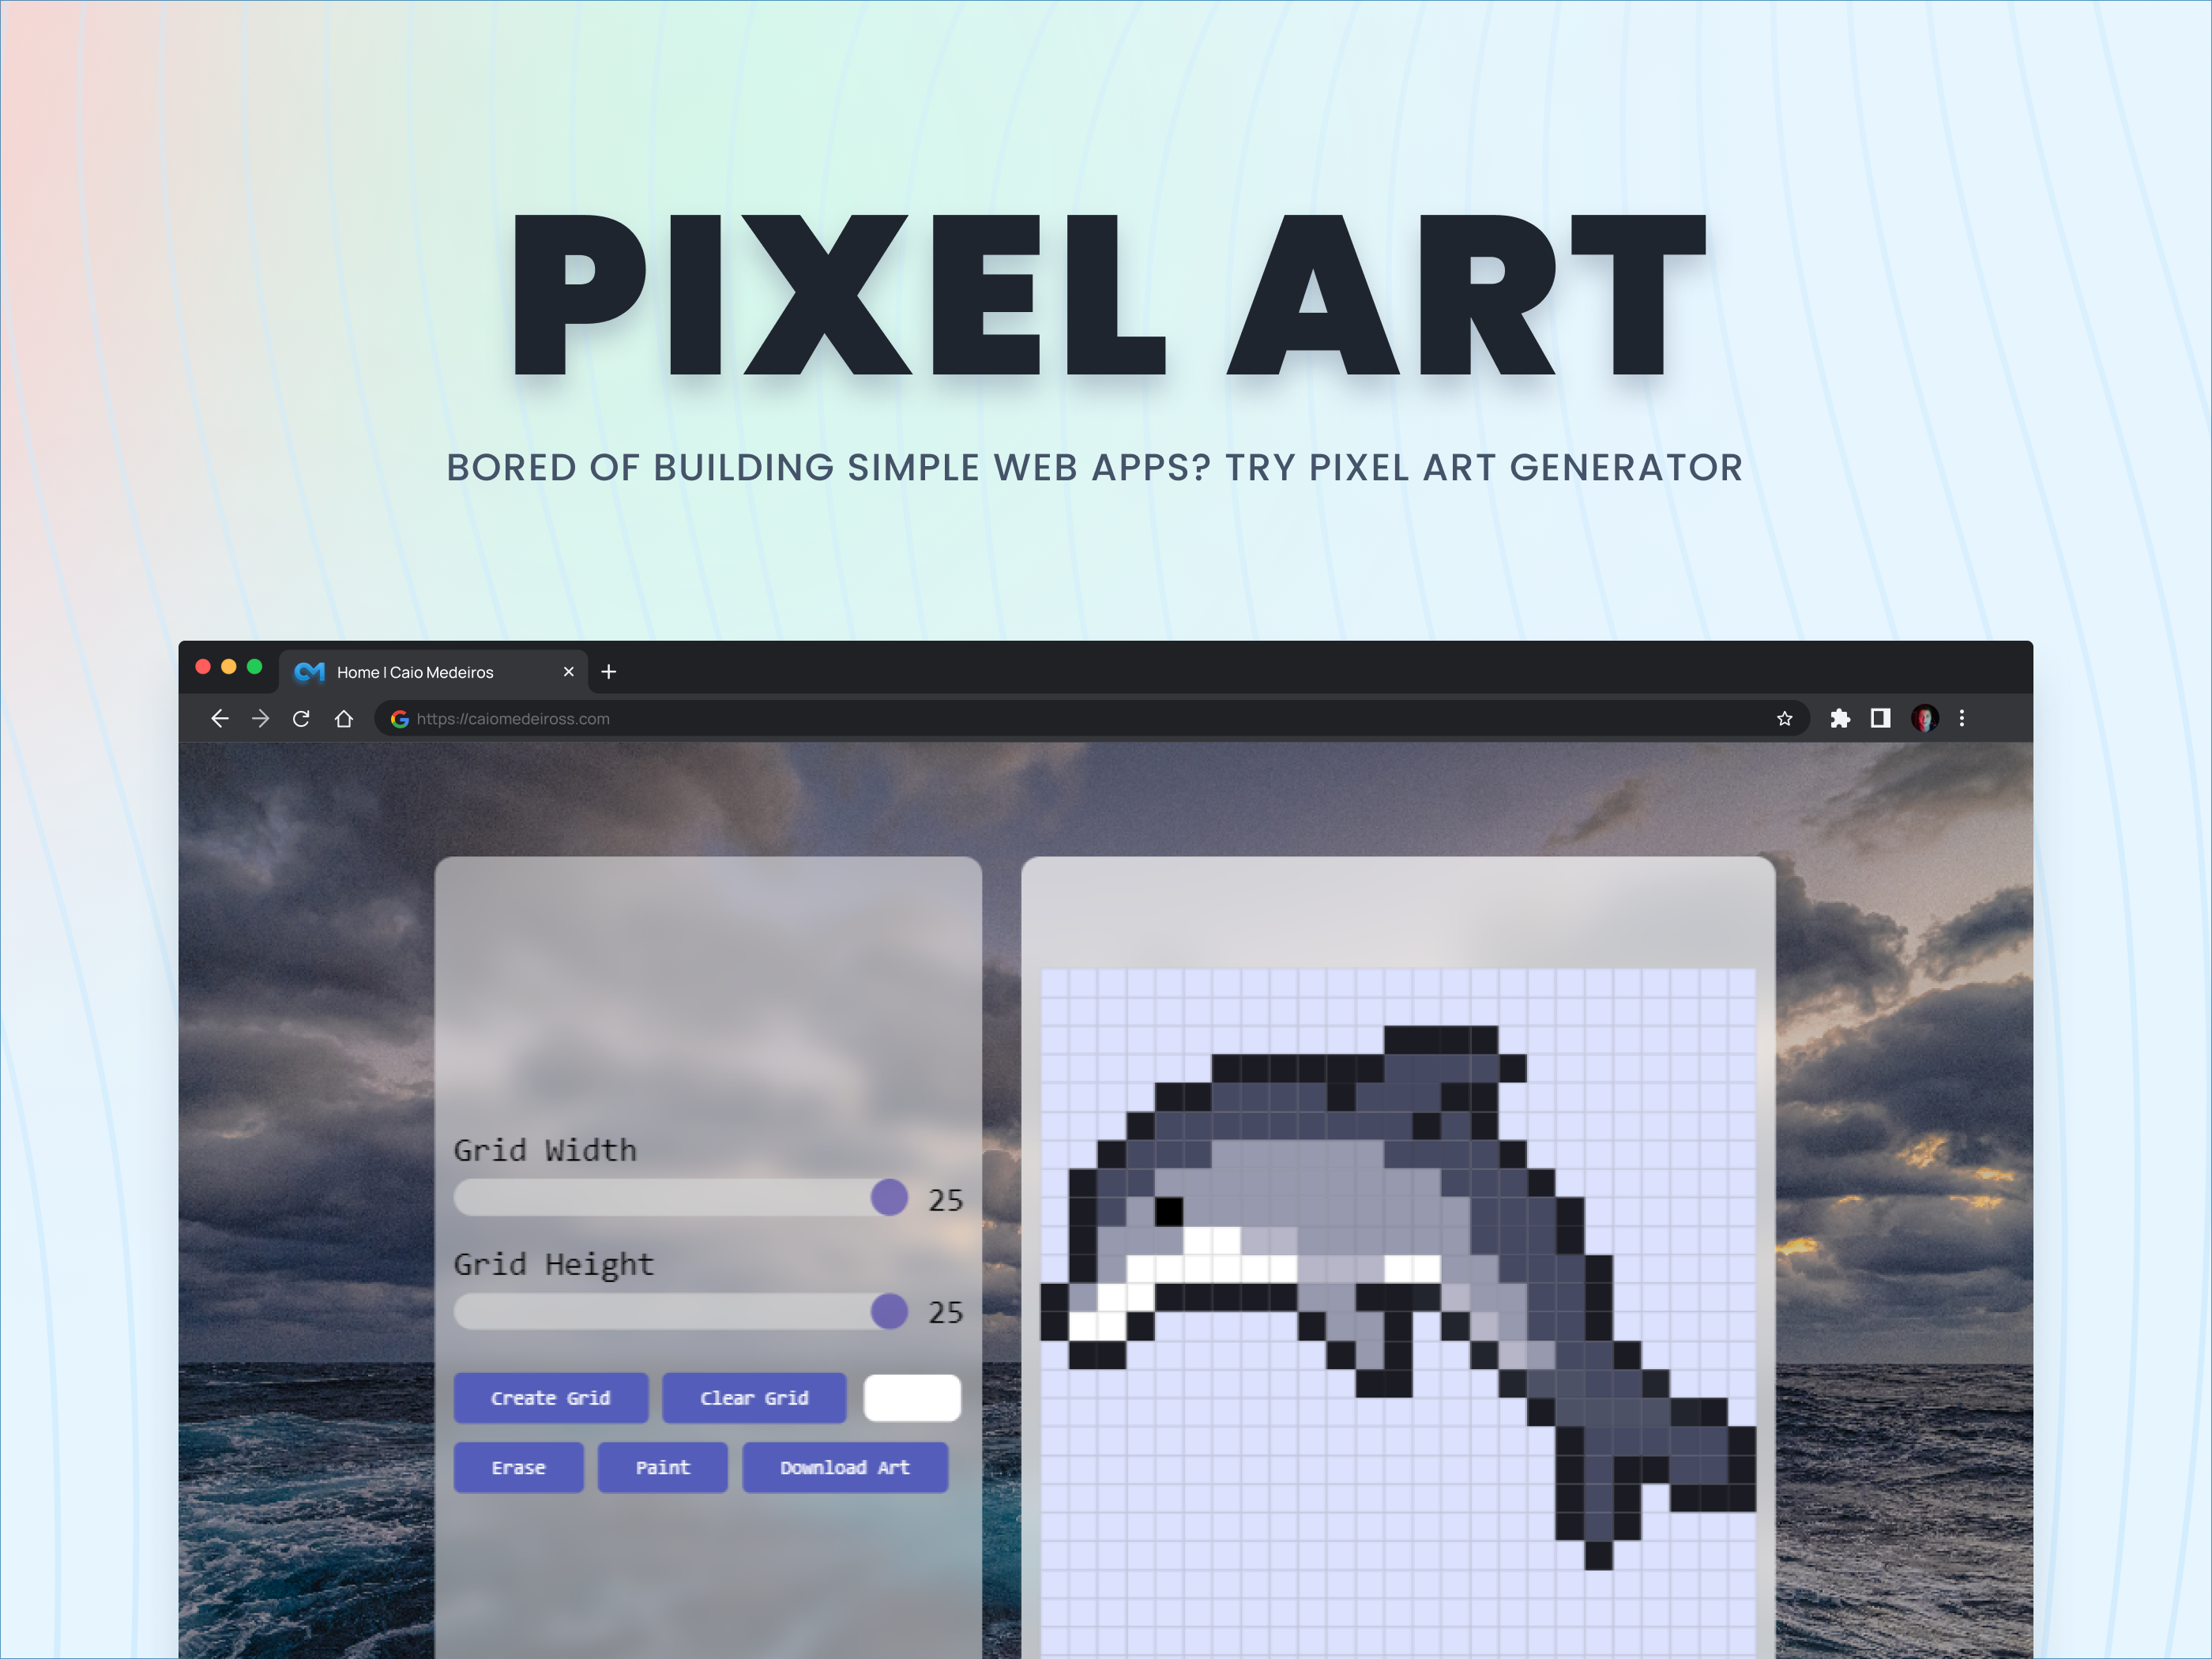 PIXEL ART
BORED OF BUILDING SIMPLE WEB APPS? TRY PIXEL ART GENERATOR
Home | Caio Medeiros
https://caiomedeiross.com
Grid Width
25
Grid Height
25
Create Grid
Clear Grid
Erase
Paint
Download Art